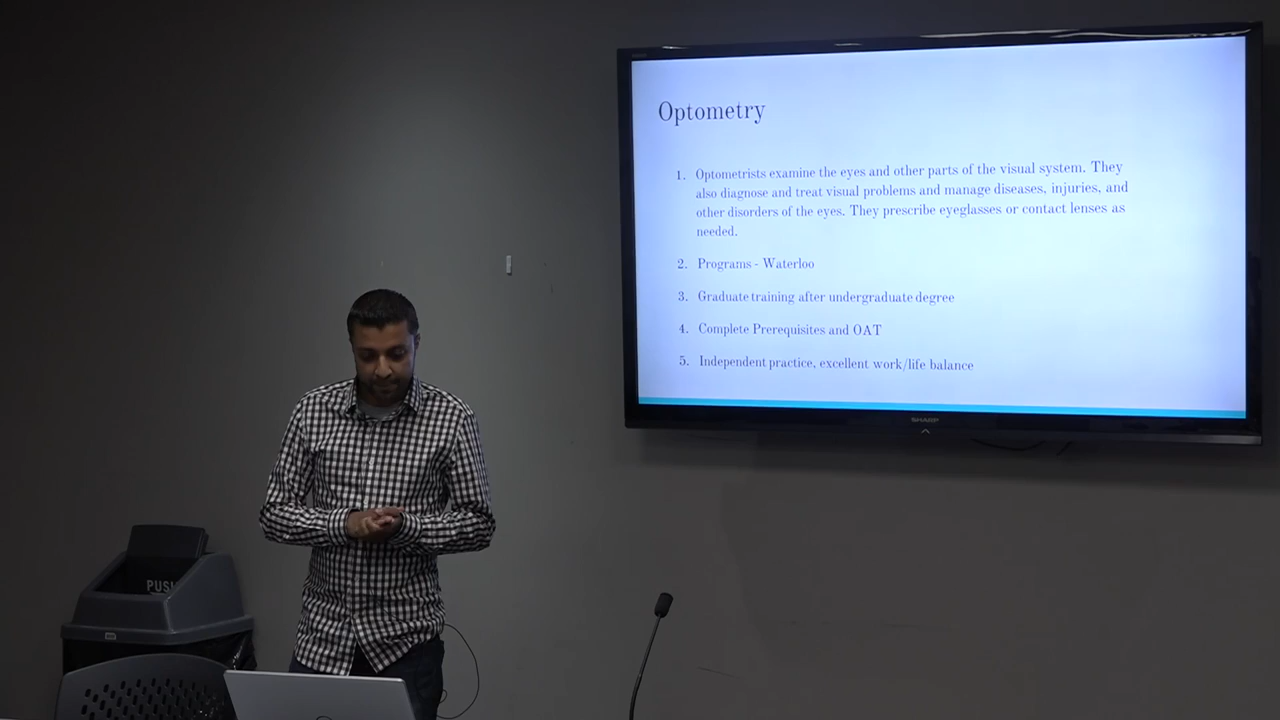 Optometry
1. Optometrists examine the eyes and other parts of the visual system. They
also diagnose and treat visual problems and manage diseases, injuries, and
other disorders of the eyes. They prescribe eyeglasses or contact lenses as
needed.
2. Programs - Waterloo
3. Graduate training after undergraduate degree
4. Complete Prerequisites and OAT
5. Independent practice, excellent work/life balance
SHARP
PUSH